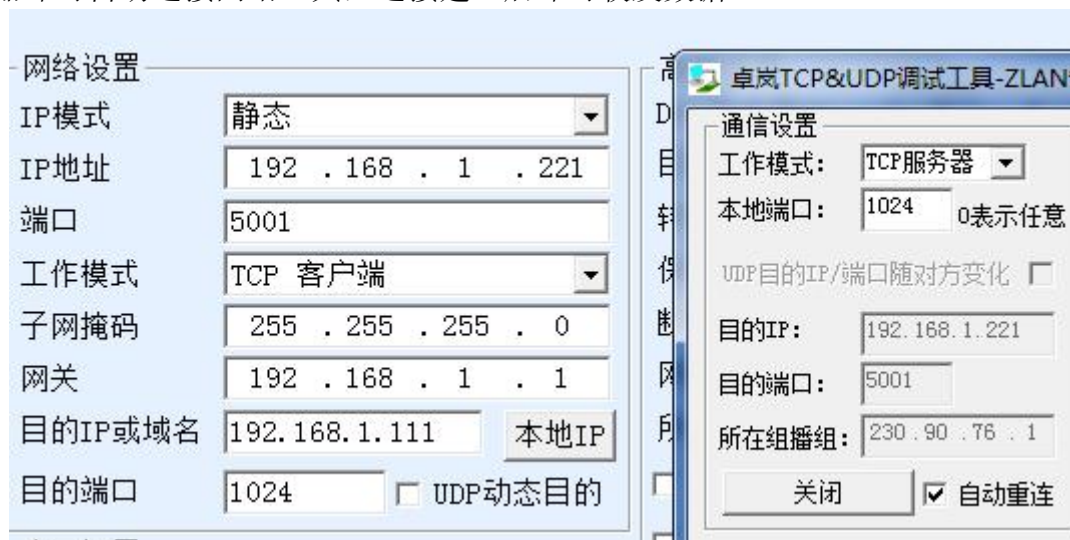 网络设置
IP模式 静态
IP地址 192 . 168 . 1 . 221
端口 5001
工作模式 TCP 客户端
子网掩码 255 . 255 . 255 . 0
网关 192 . 168 . 1 . 1
目的IP或域名 192.168.1.111 本地IP
目的端口 1024 UDP动态目的
卓岚TCP&UDP调试工具-ZLAN
通信设置
工作模式: TCP服务器
本地端口: 1024 0表示任意
UDP目的IP/端口随对方变化
目的IP: 192.168.1.221
目的端口: 5001
所在组播组: 230 .90 .76 . 1
关闭 自动重连